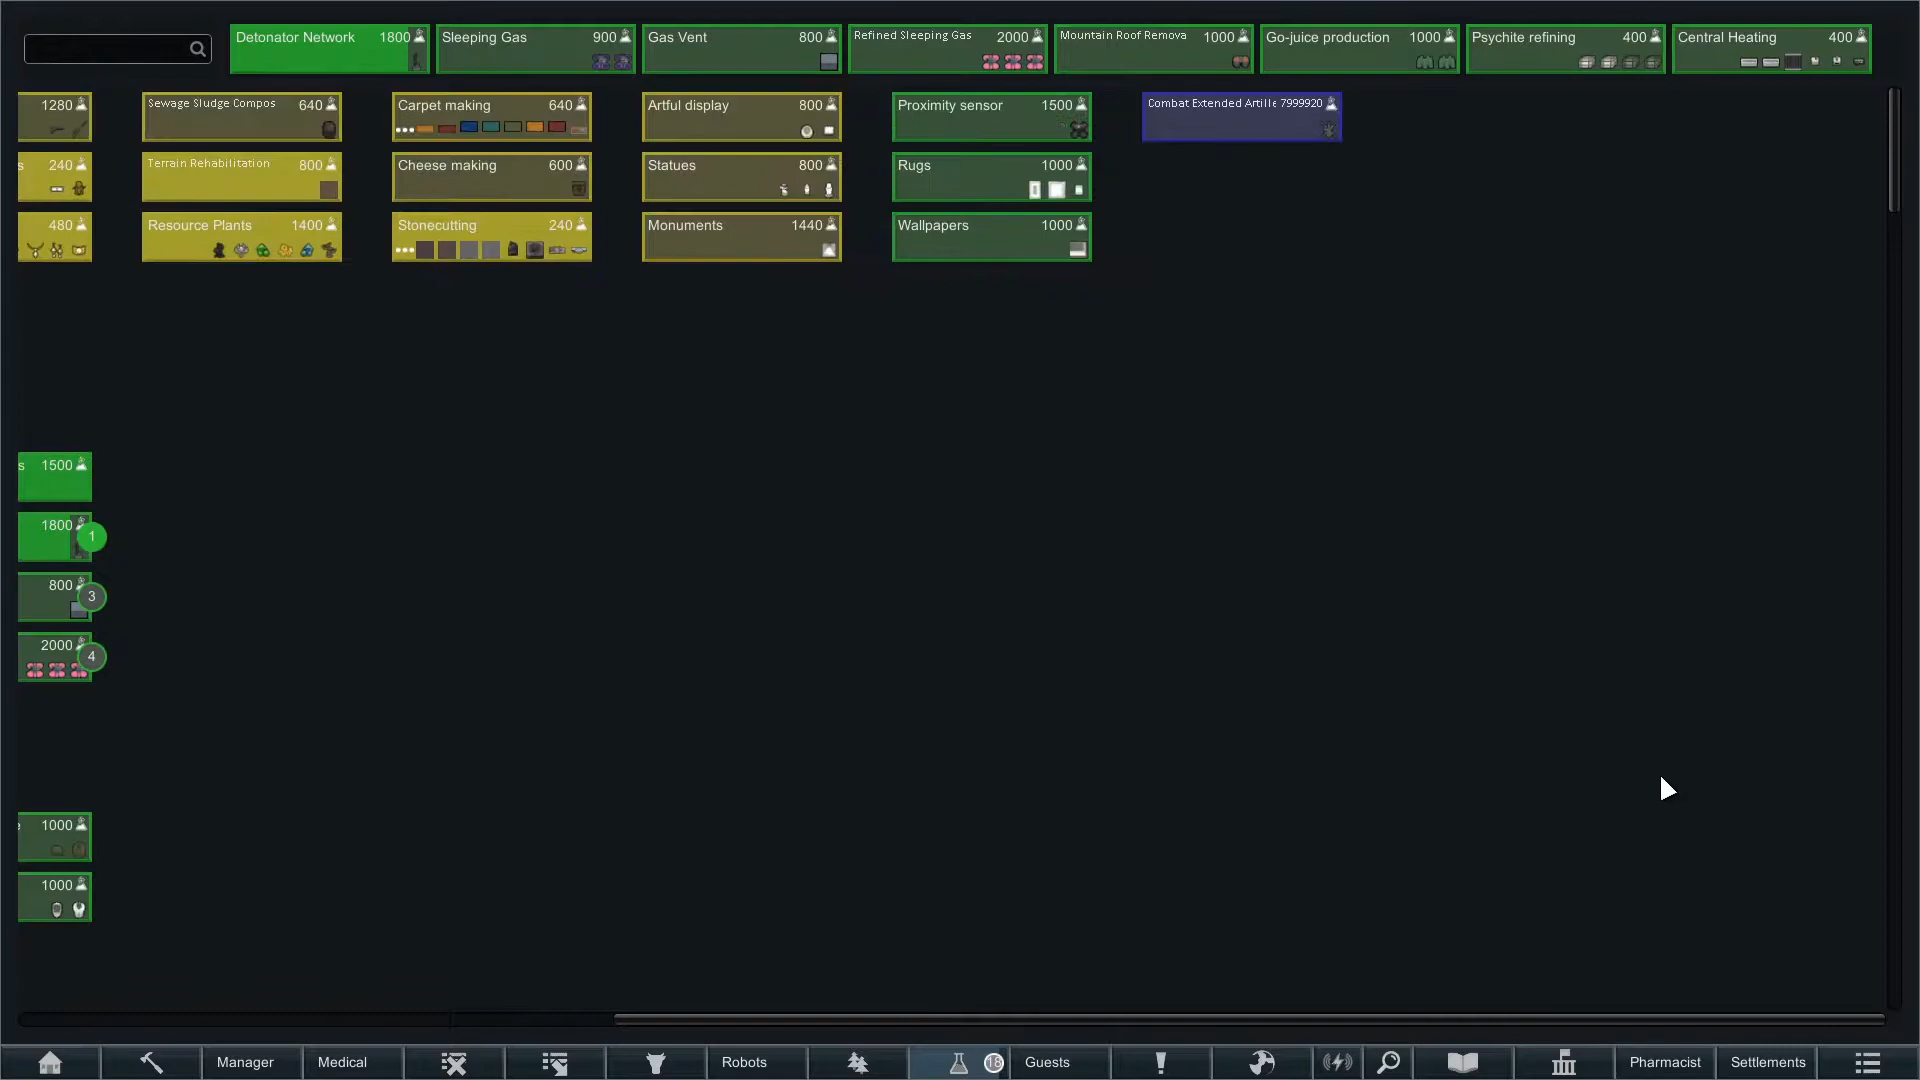 Detonator Network 1800
Sleeping Gas 900
Gas Vent 800
Refined Sleeping Gas 2000
Mountain Roof Remova 1000
Go-juice production 1000
Psychite refining 400
Central Heating 400
1280
Sewage Sludge Compos 640
Carpet making 640
Artful display 800
Proximity sensor 1500
Combat Extended Artille 7999920
s 240
Terrain Rehabilitation 800
Cheese making 600
Statues 800
Rugs 1000
480
Resource Plants 1400
Stonecutting 240
Monuments 1440
Wallpapers 1000
s 1500
1800
1
800
3
2000
4
1000
1000
Manager
Medical
Robots
18
Guests
Pharmacist
Settlements